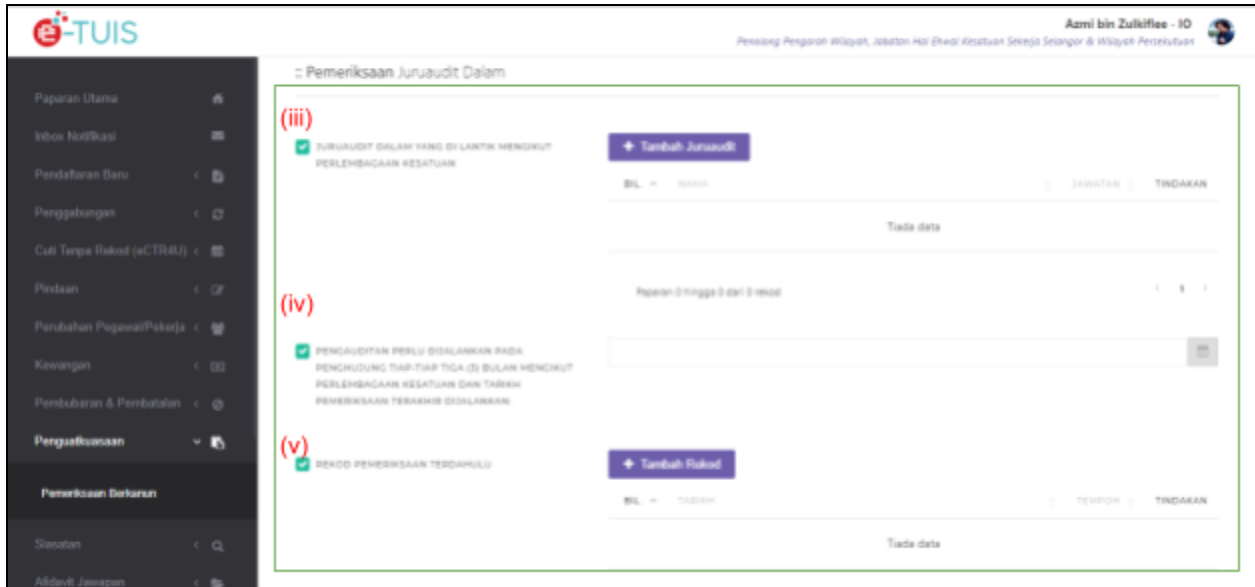 e-TUIS
Azmi bin Zulkiflee - IO
Penolong Pengarah Wilayah, Jabatan Hal Ehwal Kesatuan Sekerja Selangor & Wilayah Persekutuan
:: Pemeriksaan Juruaudit Dalam
Paparan Utama
Inbox Notifikasi
Pendaftaran Baru
Penggabungan
Cuti Tanpa Rekod (eCTR4U)
Pindaan
Perubahan Pegawai/Pekerja
Kewangan
Pembubaran & Pembatalan
Penguatkuasaan
Pemeriksaan Berkanun
Siasatan
Afidavit Jawapan
(iii)
JURUAUDIT DALAM YANG DI LANTIK MENGIKUT
PERLEMBAGAAN KESATUAN
+ Tambah Juruaudit
BIL. NAMA JAWATAN TINDAKAN
Tiada data
Paparan 0 hingga 0 dari 0 rekod
1
(iv)
PENGAUDITAN PERLU DIJALANKAN PADA
PENGHUJUNG TIAP-TIAP TIGA (3) BULAN MENGIKUT
PERLEMBAGAAN KESATUAN DAN TARIKH
PEMERIKSAAN TERAKHIR DIJALANKAN
(v)
REKOD PEMERIKSAAN TERDAHULU
+ Tambah Rekod
BIL. TARIKH TEMPOH TINDAKAN
Tiada data